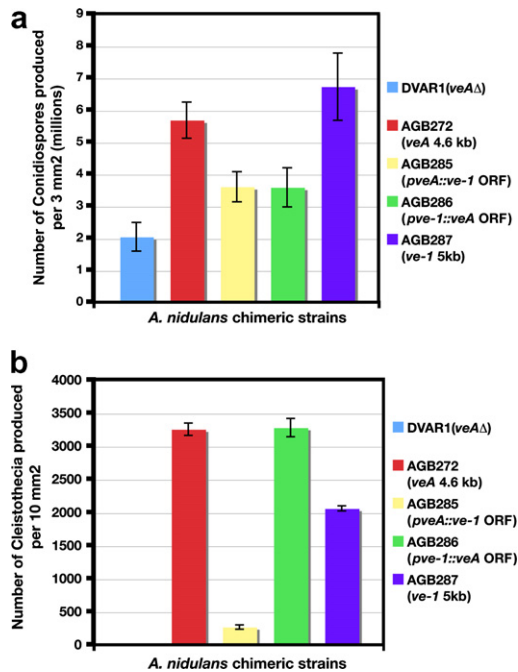 a
Number of Conidiospores produced
per 3 mm2 (millions)
9
8
7
6
5
4
3
2
1
0
A. nidulans chimeric strains
DVAR1(veAΔ)
AGB272
(veA 4.6 kb)
AGB285
(pveA::ve-1 ORF)
AGB286
(pve-1::veA ORF)
AGB287
(ve-1 5kb)
b
Number of Cleistothecia produced
per 10 mm2
4000
3500
3000
2500
2000
1500
1000
500
0
A. nidulans chimeric strains
DVAR1(veAΔ)
AGB272
(veA 4.6 kb)
AGB285
(pveA::ve-1 ORF)
AGB286
(pve-1::veA ORF)
AGB287
(ve-1 5kb)